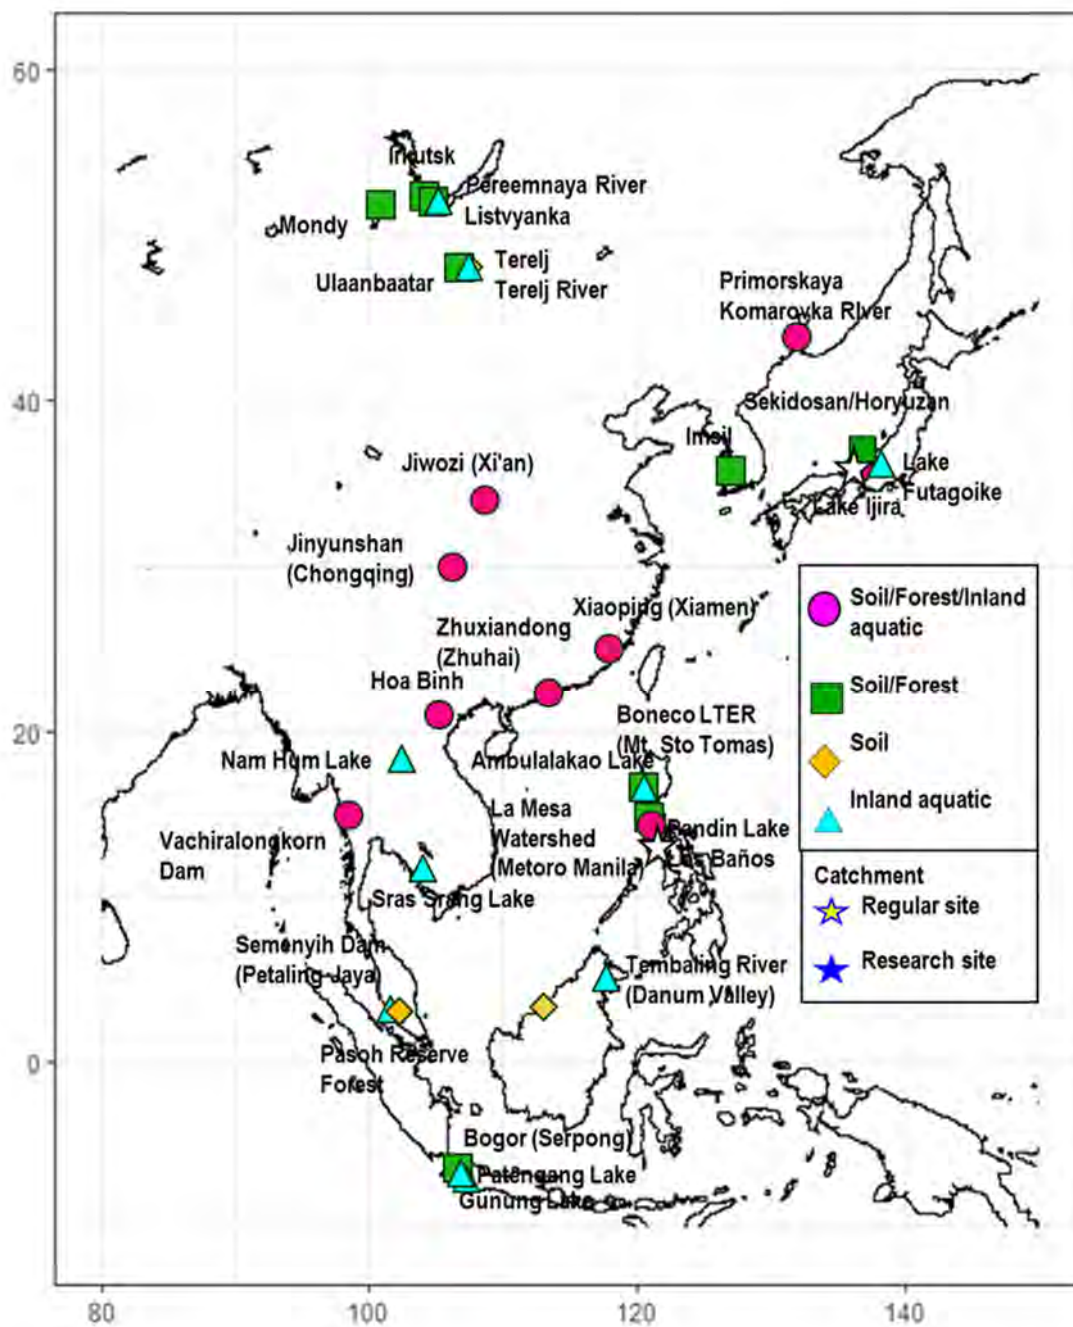 60
Irkutsk
Pereemnaya River
Listvyanka
Mondy
Terelj
Terelj River
Ulaanbaatar
Primorskaya
Komarovka River
40
Sekidosan/Horyuzan
Imsil
Jiwozi (Xi'an)
Lake
Futagoike
Lake Ijira
Jinyunshan
(Chongqing)
Xiaoping (Xiamen)
Zhuxiandong
(Zhuhai)
Hoa Binh
20
Boneco LTER
(Mt. Sto Tomas)
Nam Hum Lake
Ambulalakao Lake
La Mesa
Watershed
(Metoro Manila)
Pandin Lake
Los Baños
Vachiralongkorn
Dam
Sras Srang Lake
Semenyih Dam
(Petaling Jaya)
Tembaling River
(Danum Valley)
Pasoh Reserve
Forest
0
Bogor (Serpong)
Patengang Lake
Gunung Lake
Soil/Forest/Inland
aquatic
Soil/Forest
Soil
Inland aquatic
Catchment
Regular site
Research site
80
100
120
140